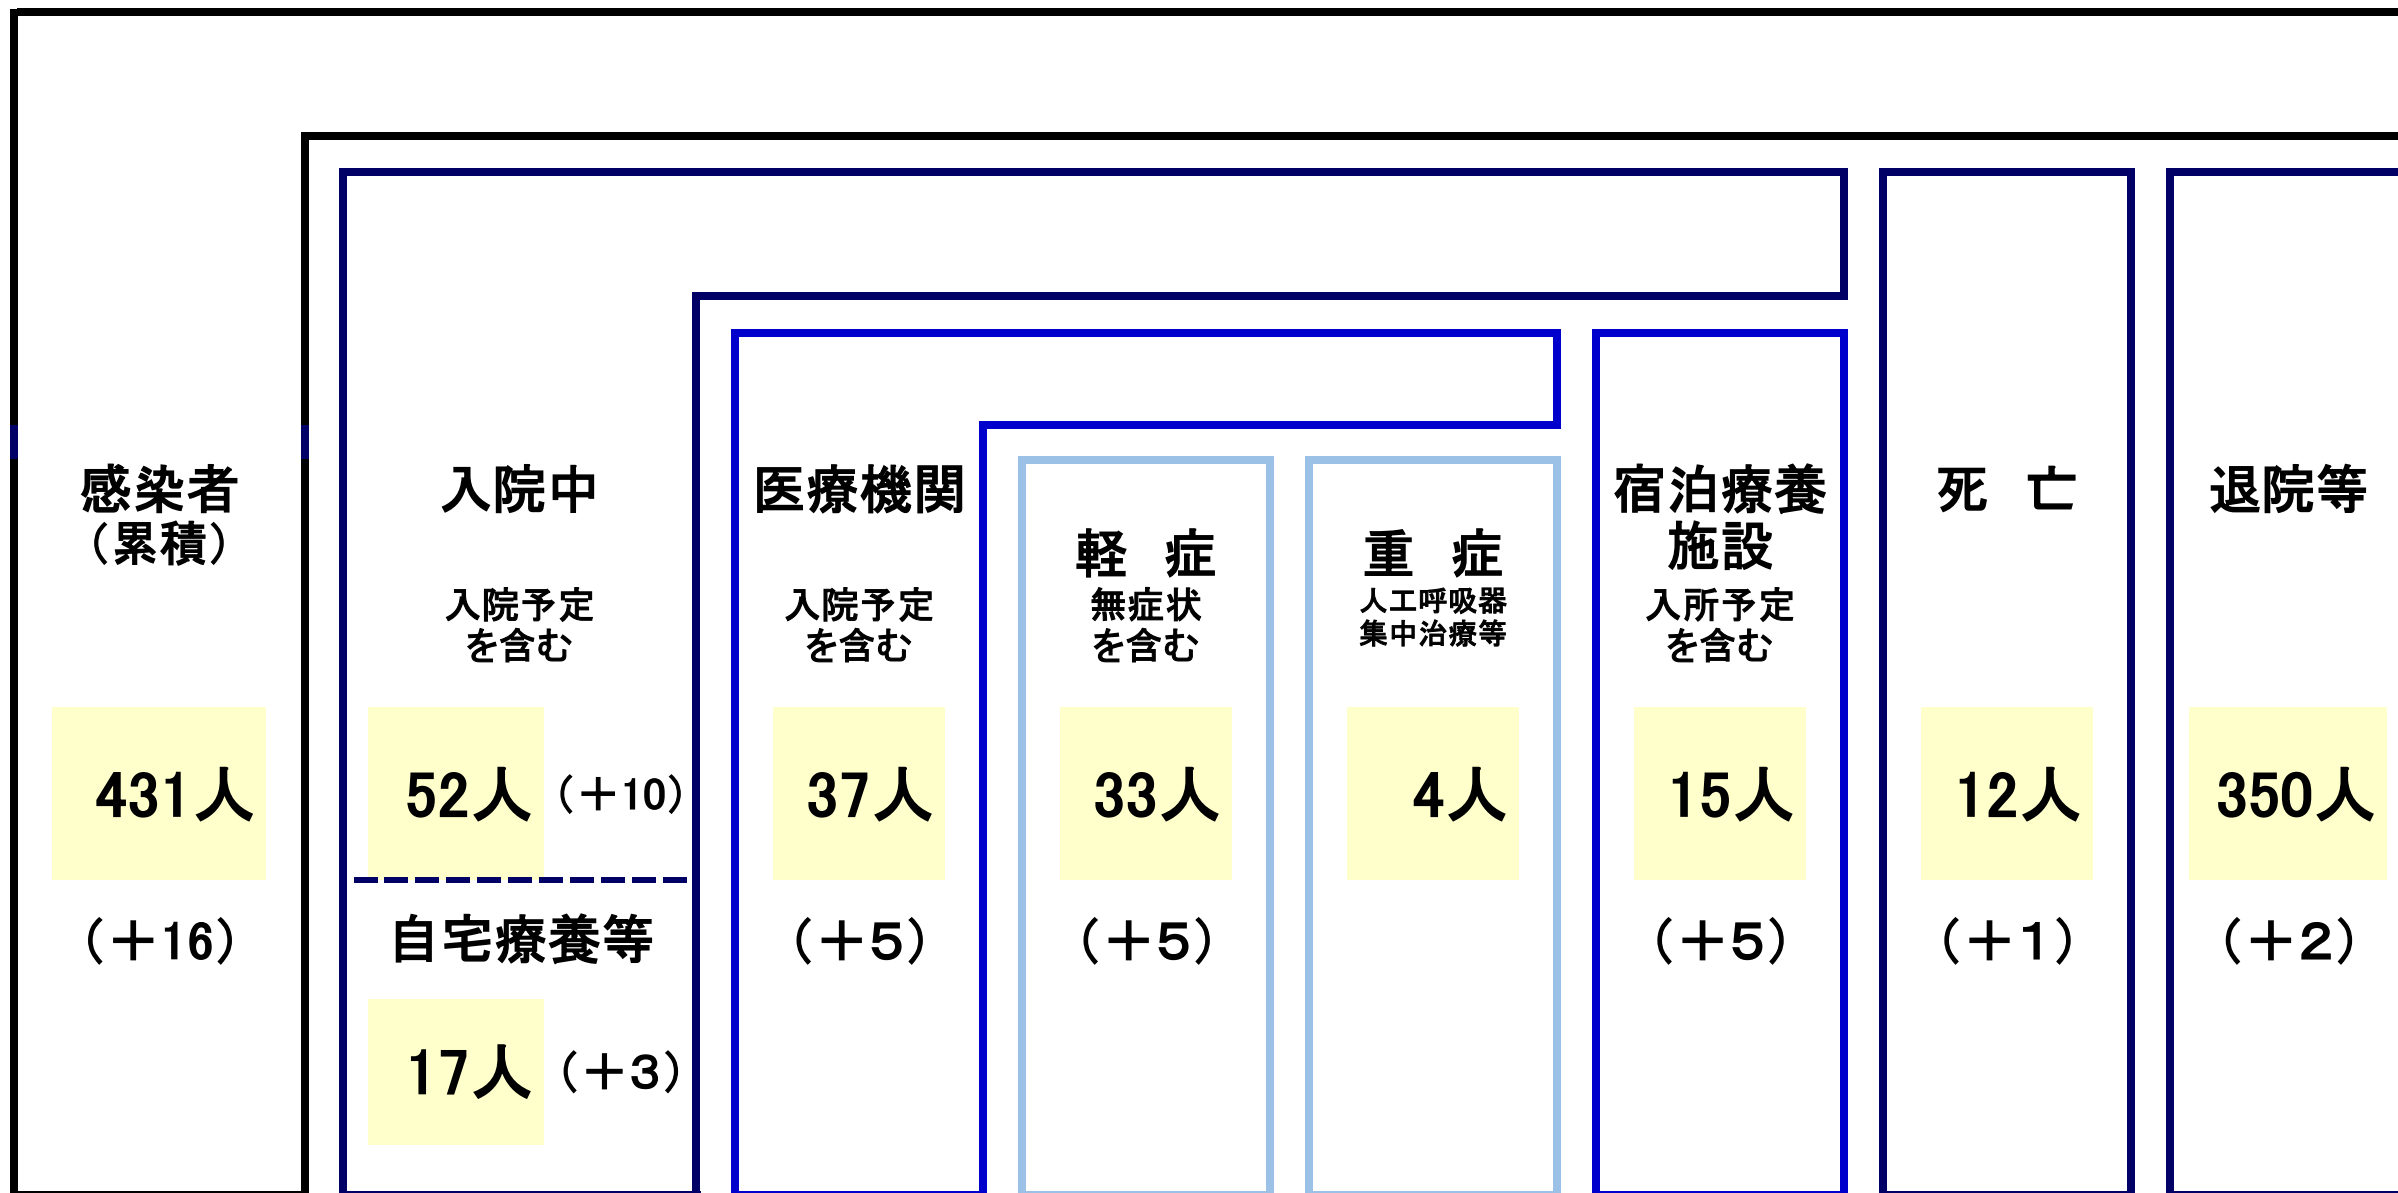 感染者
（累積）
431人
（＋16）
入院中
入院予定
を含む
52人（＋10）
自宅療養等
17人（＋3）
医療機関
入院予定
を含む
37人
（＋5）
軽 症
無症状
を含む
33人
（＋5）
重 症
人工呼吸器
集中治療等
4人
宿泊療養
施設
入所予定
を含む
15人
（＋5）
死 亡
12人
（＋1）
退院等
350人
（＋2）